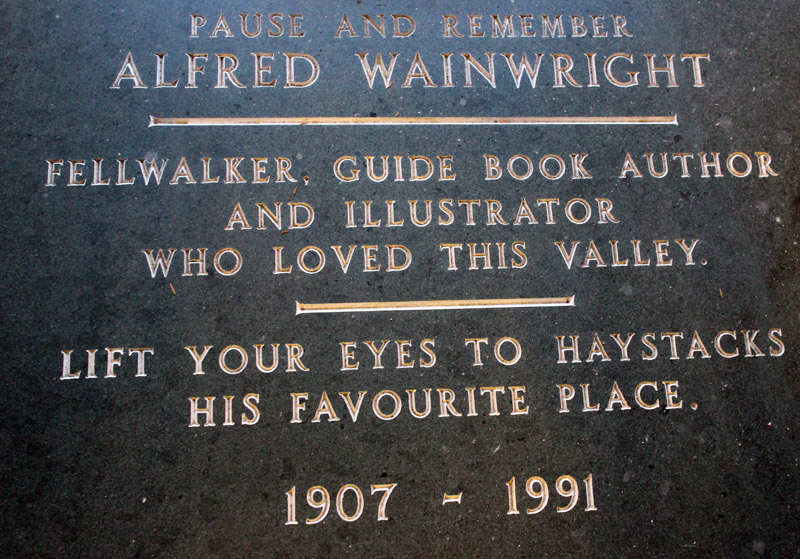 PAUSE AND REMEMBER
ALFRED WAINWRIGHT
FELLWALKER, GUIDE BOOK AUTHOR
AND ILLUSTRATOR
WHO LOVED THIS VALLEY.
LIFT YOUR EYES TO HAYSTACKS
HIS FAVOURITE PLACE.
1907 - 1991